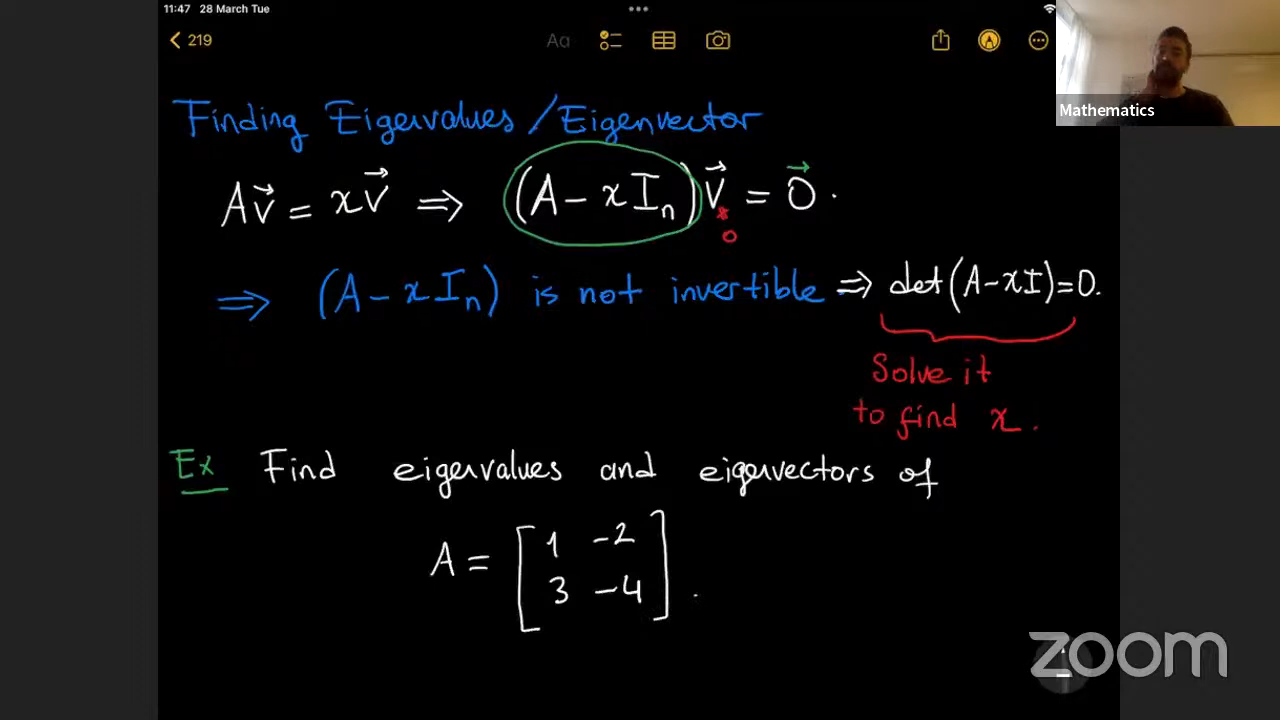 11:47 28 March Tue
219
Aa
Mathematics
Finding Eigenvalues / Eigenvector
Av⃗ = xv⃗ ⇒ (A − xIₙ)v⃗ = 0⃗.
≠
0
⇒ (A − xIₙ) is not invertible. ⇒ det(A−xI)=0.
Solve it
to find x.
Ex Find eigenvalues and eigenvectors of
A = [1 −2
3 −4].
zoom